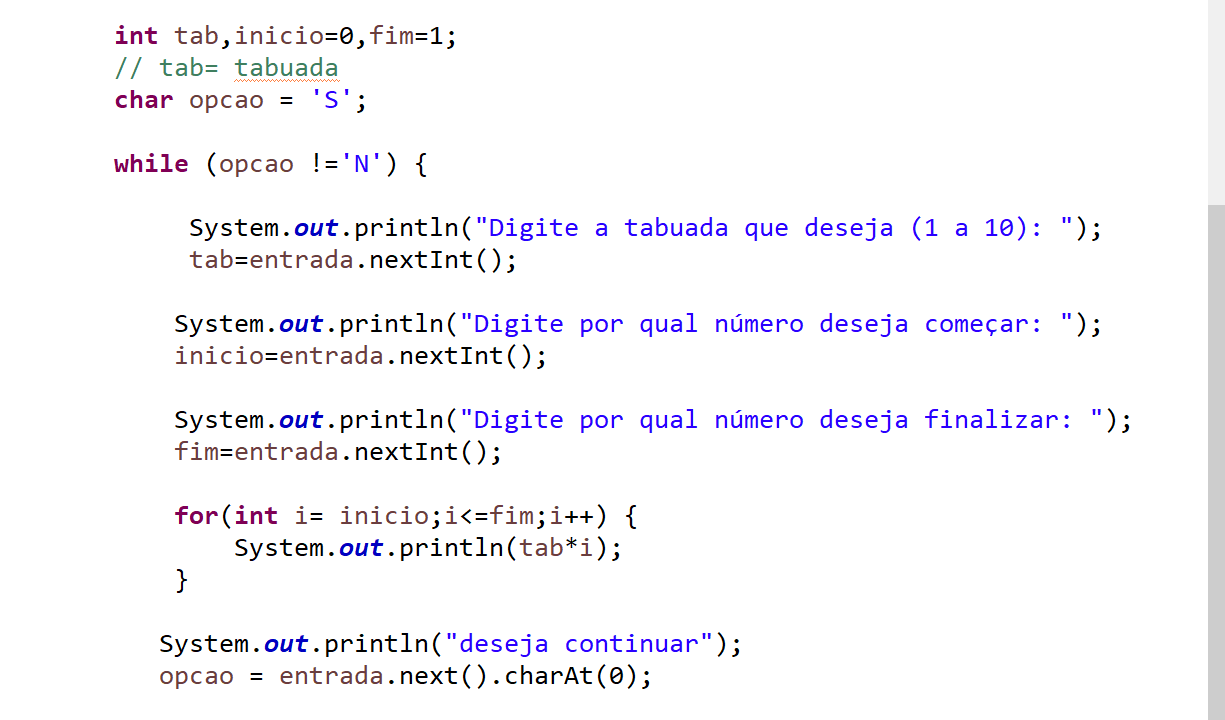 int tab,inicio=0,fim=1;
// tab= tabuada
char opcao = 'S';
while (opcao !='N') {
System.out.println("Digite a tabuada que deseja (1 a 10): ");
tab=entrada.nextInt();
System.out.println("Digite por qual número deseja começar: ");
inicio=entrada.nextInt();
System.out.println("Digite por qual número deseja finalizar: ");
fim=entrada.nextInt();
for(int i= inicio;i<=fim;i++) {
System.out.println(tab*i);
}
System.out.println("deseja continuar");
opcao = entrada.next().charAt(0);